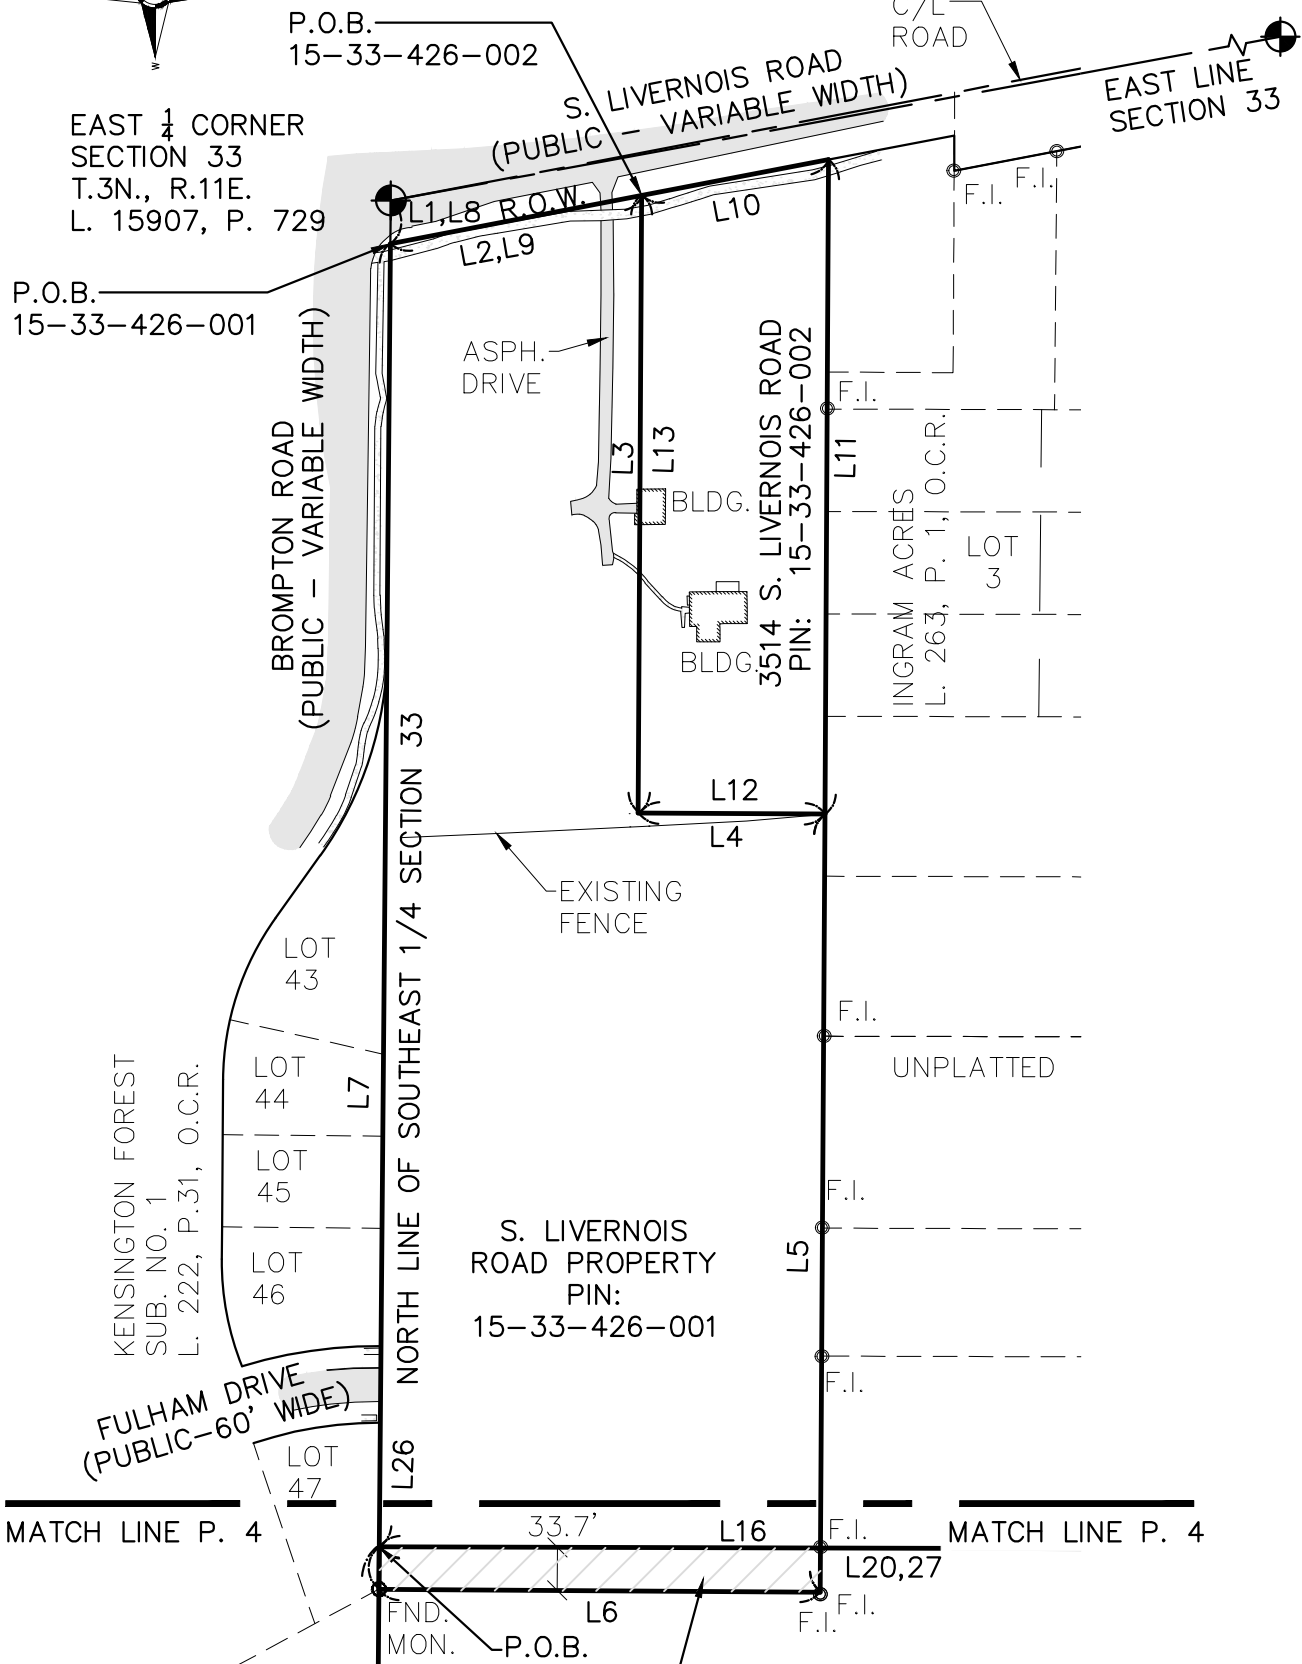 P.O.B.
15-33-426-002
C/L
ROAD
S. LIVERNOIS ROAD
(PUBLIC - VARIABLE WIDTH)
EAST LINE
SECTION 33
EAST 1/4 CORNER
SECTION 33
T.3N., R.11E.
L. 15907, P. 729
L1,L8 R.O.W.
L2,L9
L10
F.I.
F.I.
P.O.B.
15-33-426-001
BROMPTON ROAD
(PUBLIC - VARIABLE WIDTH)
ASPH.
DRIVE
L3
L13
BLDG.
BLDG.
3514 S. LIVERNOIS ROAD
PIN: 15-33-426-002
L11
F.I.
INGRAM ACRES
L. 263, P. 1, O.C.R.
LOT
3
L12
L4
EXISTING
FENCE
NORTH LINE OF SOUTHEAST 1/4 SECTION 33
LOT
43
LOT
44
L7
LOT
45
LOT
46
KENSINGTON FOREST
SUB. NO. 1
L. 222, P.31, O.C.R.
F.I.
UNPLATTED
F.I.
L5
S. LIVERNOIS
ROAD PROPERTY
PIN:
15-33-426-001
F.I.
FULHAM DRIVE
(PUBLIC-60' WIDE)
LOT
47
L26
MATCH LINE P. 4
33.7'
L16
F.I.
MATCH LINE P. 4
L20,27
L6
F.I.
F.I.
FND.
MON.
P.O.B.